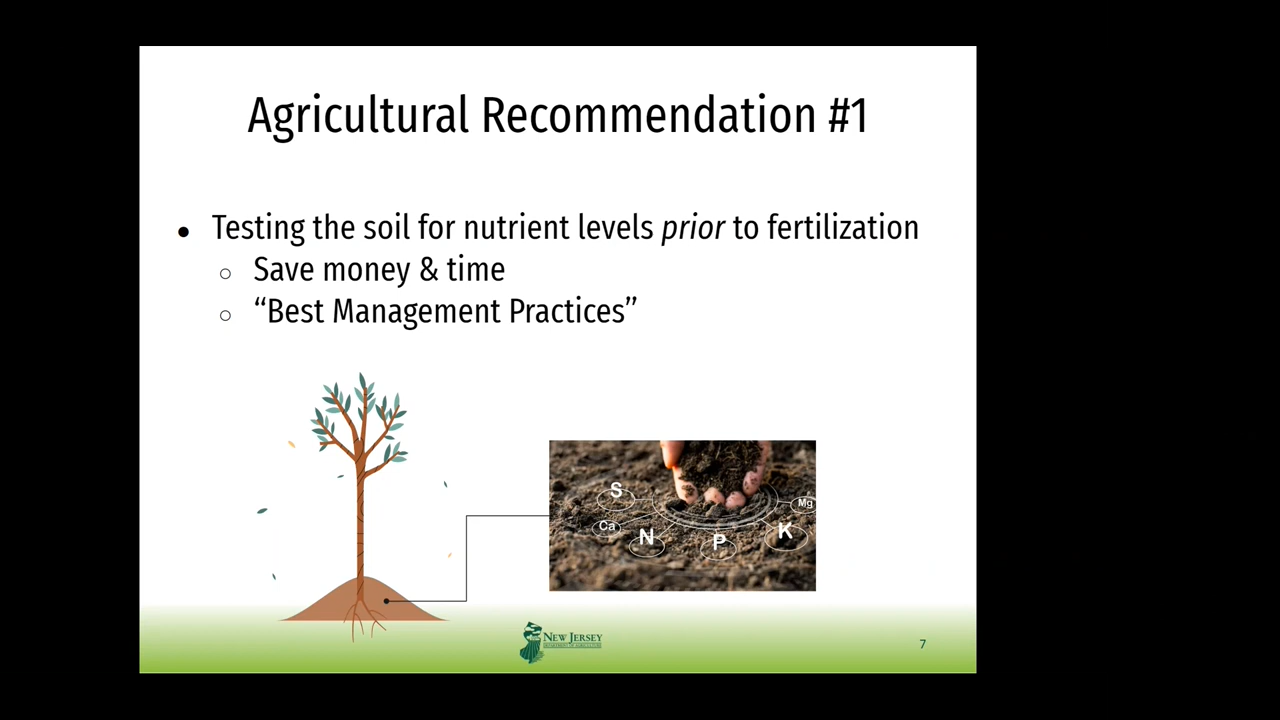 Agricultural Recommendation #1
● Testing the soil for nutrient levels prior to fertilization
○ Save money & time
○ “Best Management Practices”
S
Mg
Ca
N
P
K
NEW JERSEY
DEPARTMENT OF AGRICULTURE
7